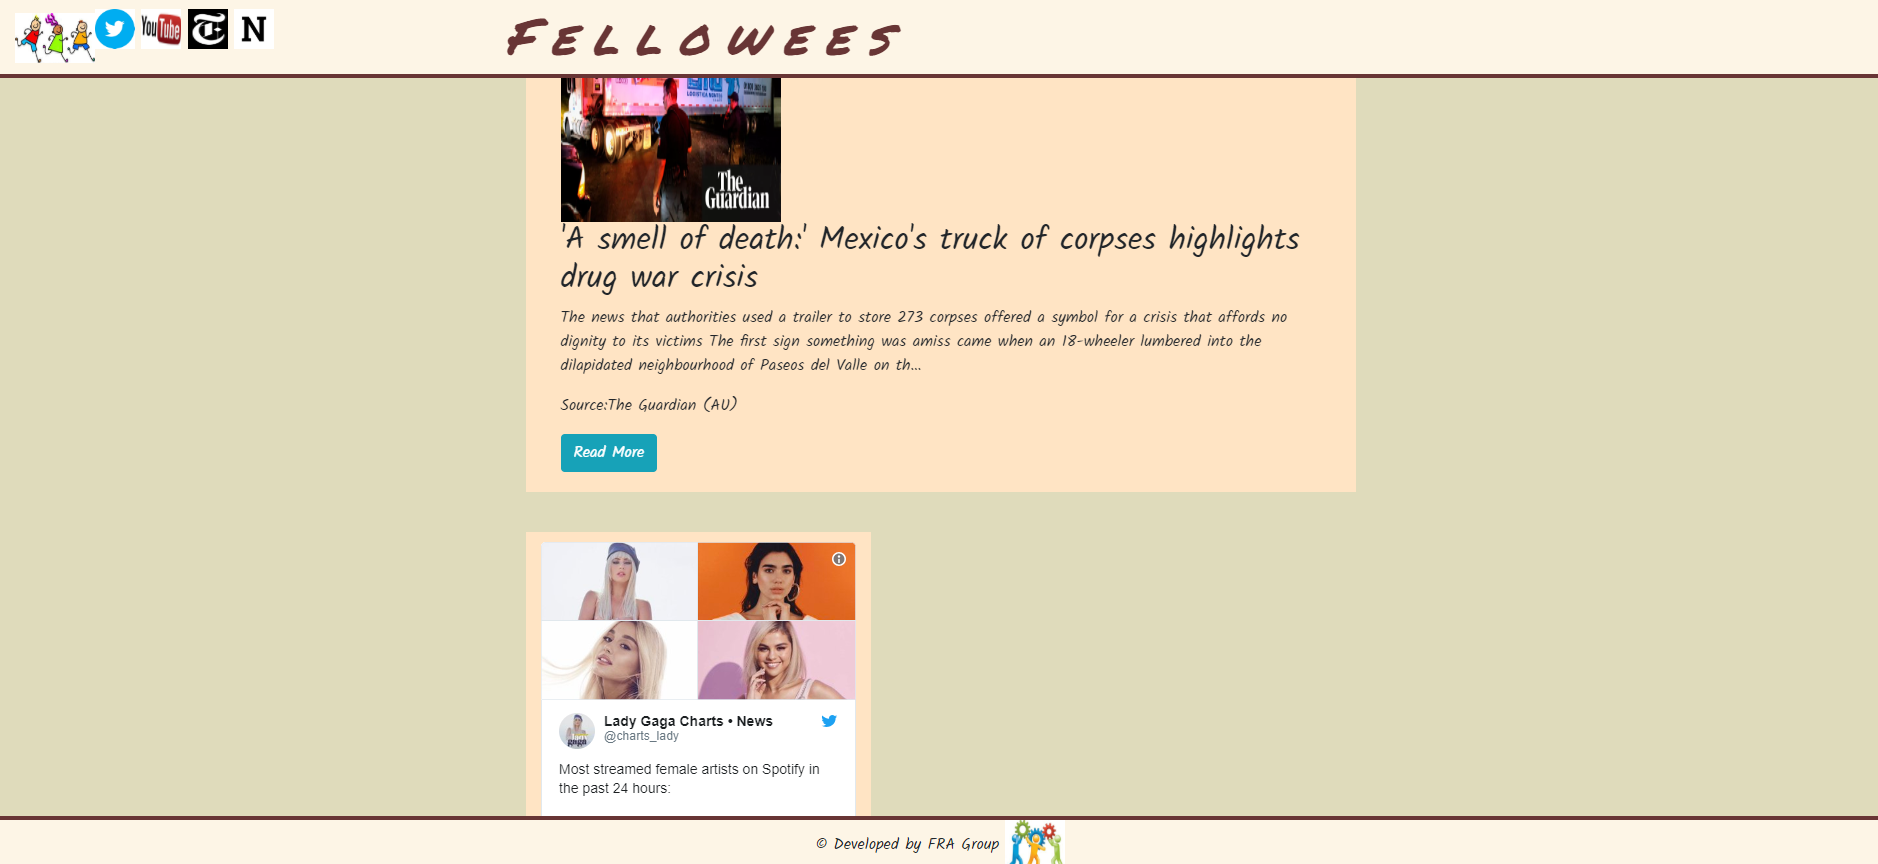 You Tube
N
Fellowees
LOGISTICA MONTES
The
Guardian
'A smell of death:' Mexico's truck of corpses highlights
drug war crisis
The news that authorities used a trailer to store 273 corpses offered a symbol for a crisis that affords no
dignity to its victims The first sign something was amiss came when an 18-wheeler lumbered into the
dilapidated neighbourhood of Paseos del Valle on th...
Source:The Guardian (AU)
Read More
Lady Gaga Charts • News
@charts_lady
Most streamed female artists on Spotify in
the past 24 hours:
© Developed by FRA Group